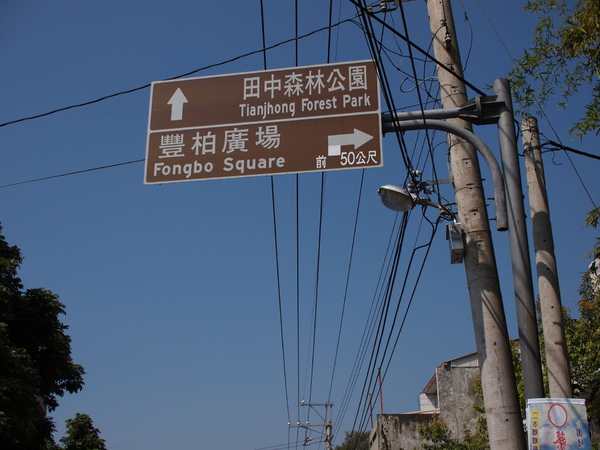 田中森林公園
Tianjhong Forest Park
豐柏廣場
Fongbo Square
前 50公尺